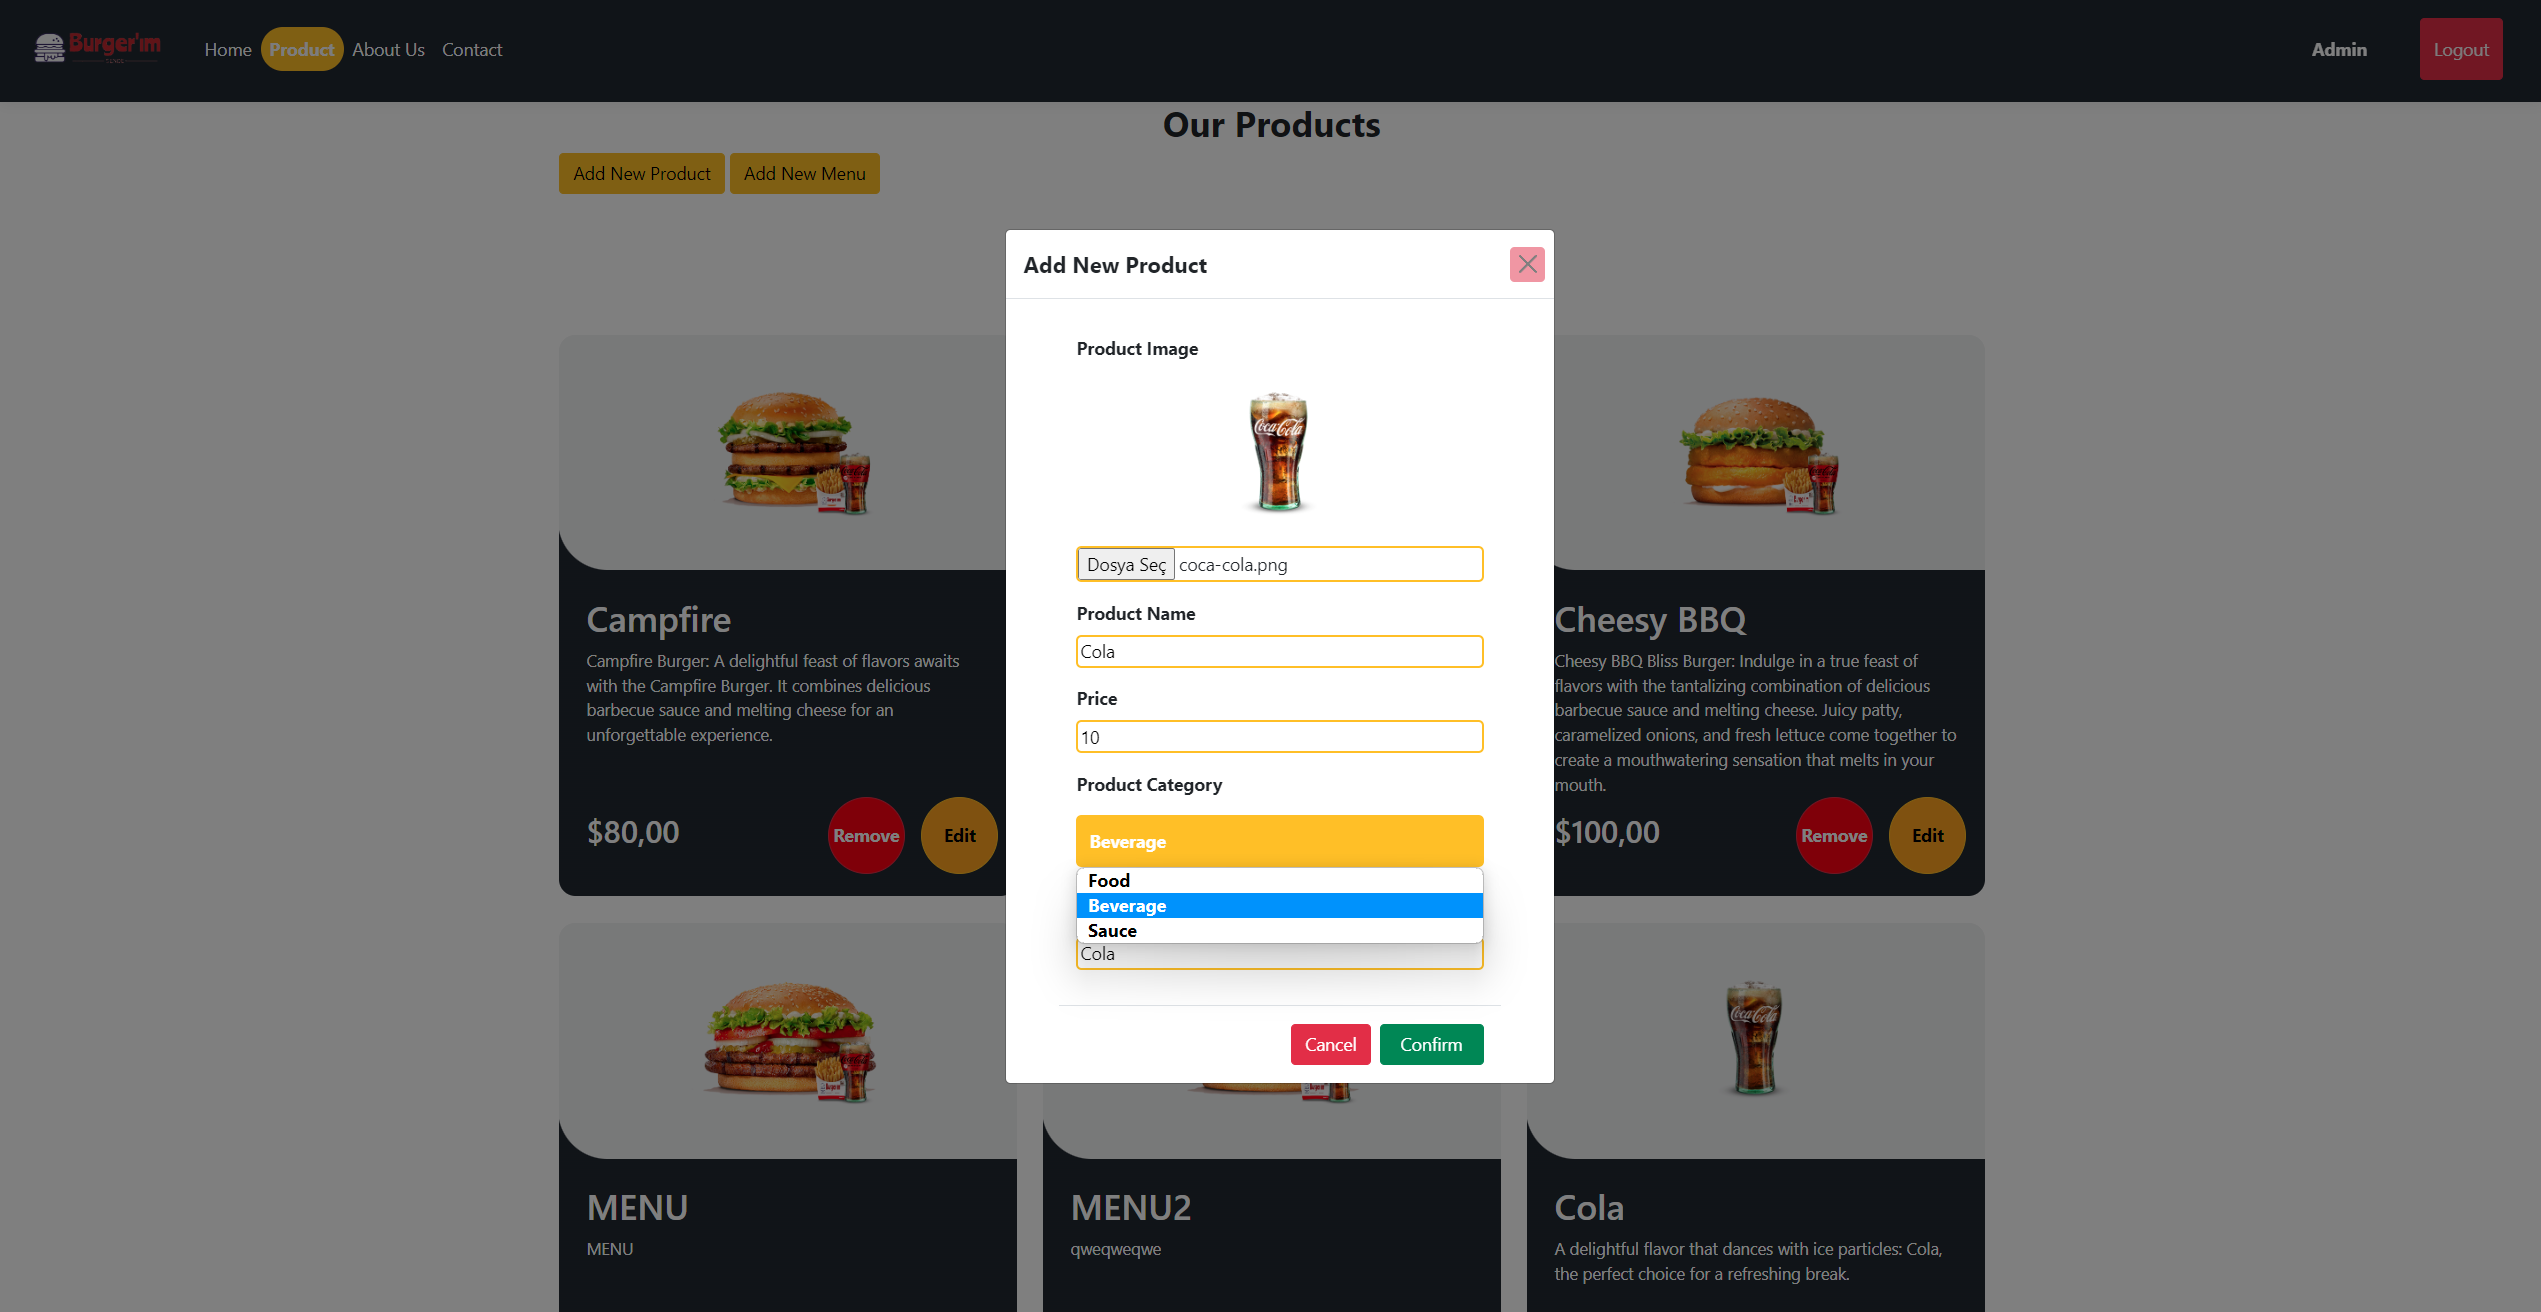 Burger'im
Home
Product
About Us
Contact
Admin
Logout
Our Products
Add New Product
Add New Menu
Add New Product
Product Image
Coca-Cola
Dosya Seç
coca-cola.png
Product Name
Cola
Price
10
Product Category
Beverage
Food
Beverage
Sauce
Cola
Cancel
Confirm
Campfire
Campfire Burger: A delightful feast of flavors awaits
with the Campfire Burger. It combines delicious
barbecue sauce and melting cheese for an
unforgettable experience.
$80,00
Remove
Edit
Cheesy BBQ
Cheesy BBQ Bliss Burger: Indulge in a true feast of
flavors with the tantalizing combination of delicious
barbecue sauce and melting cheese. Juicy patty,
caramelized onions, and fresh lettuce come together to
create a mouthwatering sensation that melts in your
mouth.
$100,00
Remove
Edit
MENU
MENU
MENU2
qweqweqwe
Coca-Cola
Cola
A delightful flavor that dances with ice particles: Cola,
the perfect choice for a refreshing break.